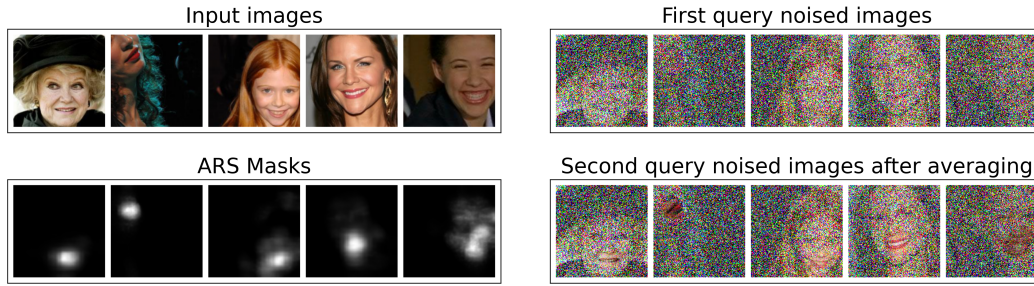 Input images
First query noised images
ARS Masks
Second query noised images after averaging